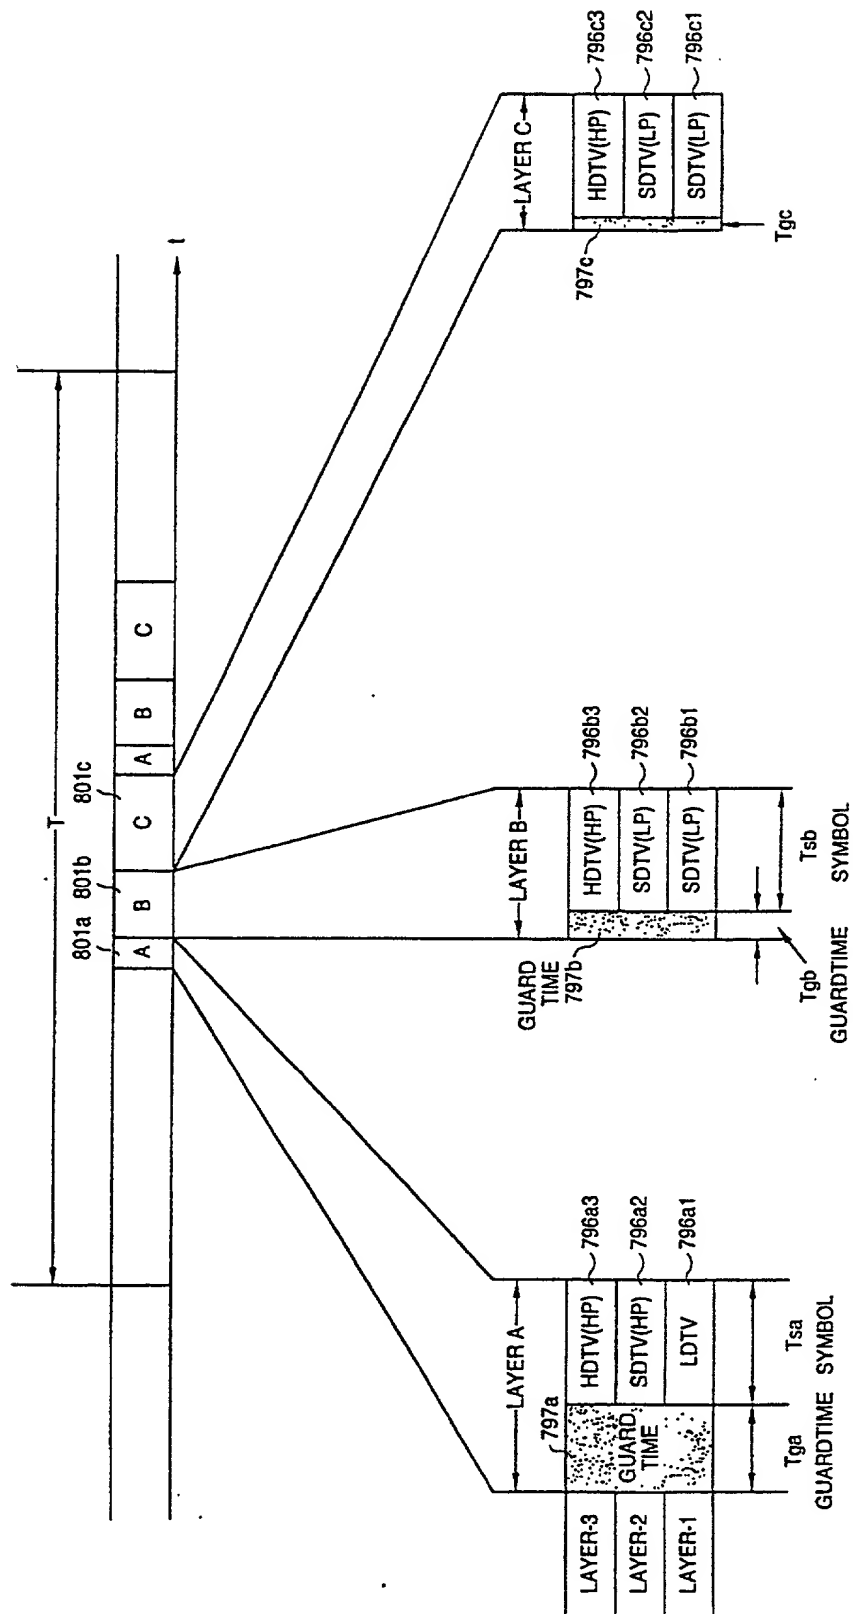 T
t
801a
801b
801c
A
B
C
A
B
C
LAYER A
797a
GUARD
TIME
LAYER-3
LAYER-2
LAYER-1
HDTV(HP)
SDTV(HP)
LDTV
796a3
796a2
796a1
Tga
GUARDTIME
Tsa
SYMBOL
LAYER B
GUARD
TIME
797b
HDTV(HP)
SDTV(LP)
SDTV(LP)
796b3
796b2
796b1
Tgb
GUARDTIME
Tsb
SYMBOL
LAYER C
797c
HDTV(HP)
SDTV(LP)
SDTV(LP)
796c3
796c2
796c1
Tgc